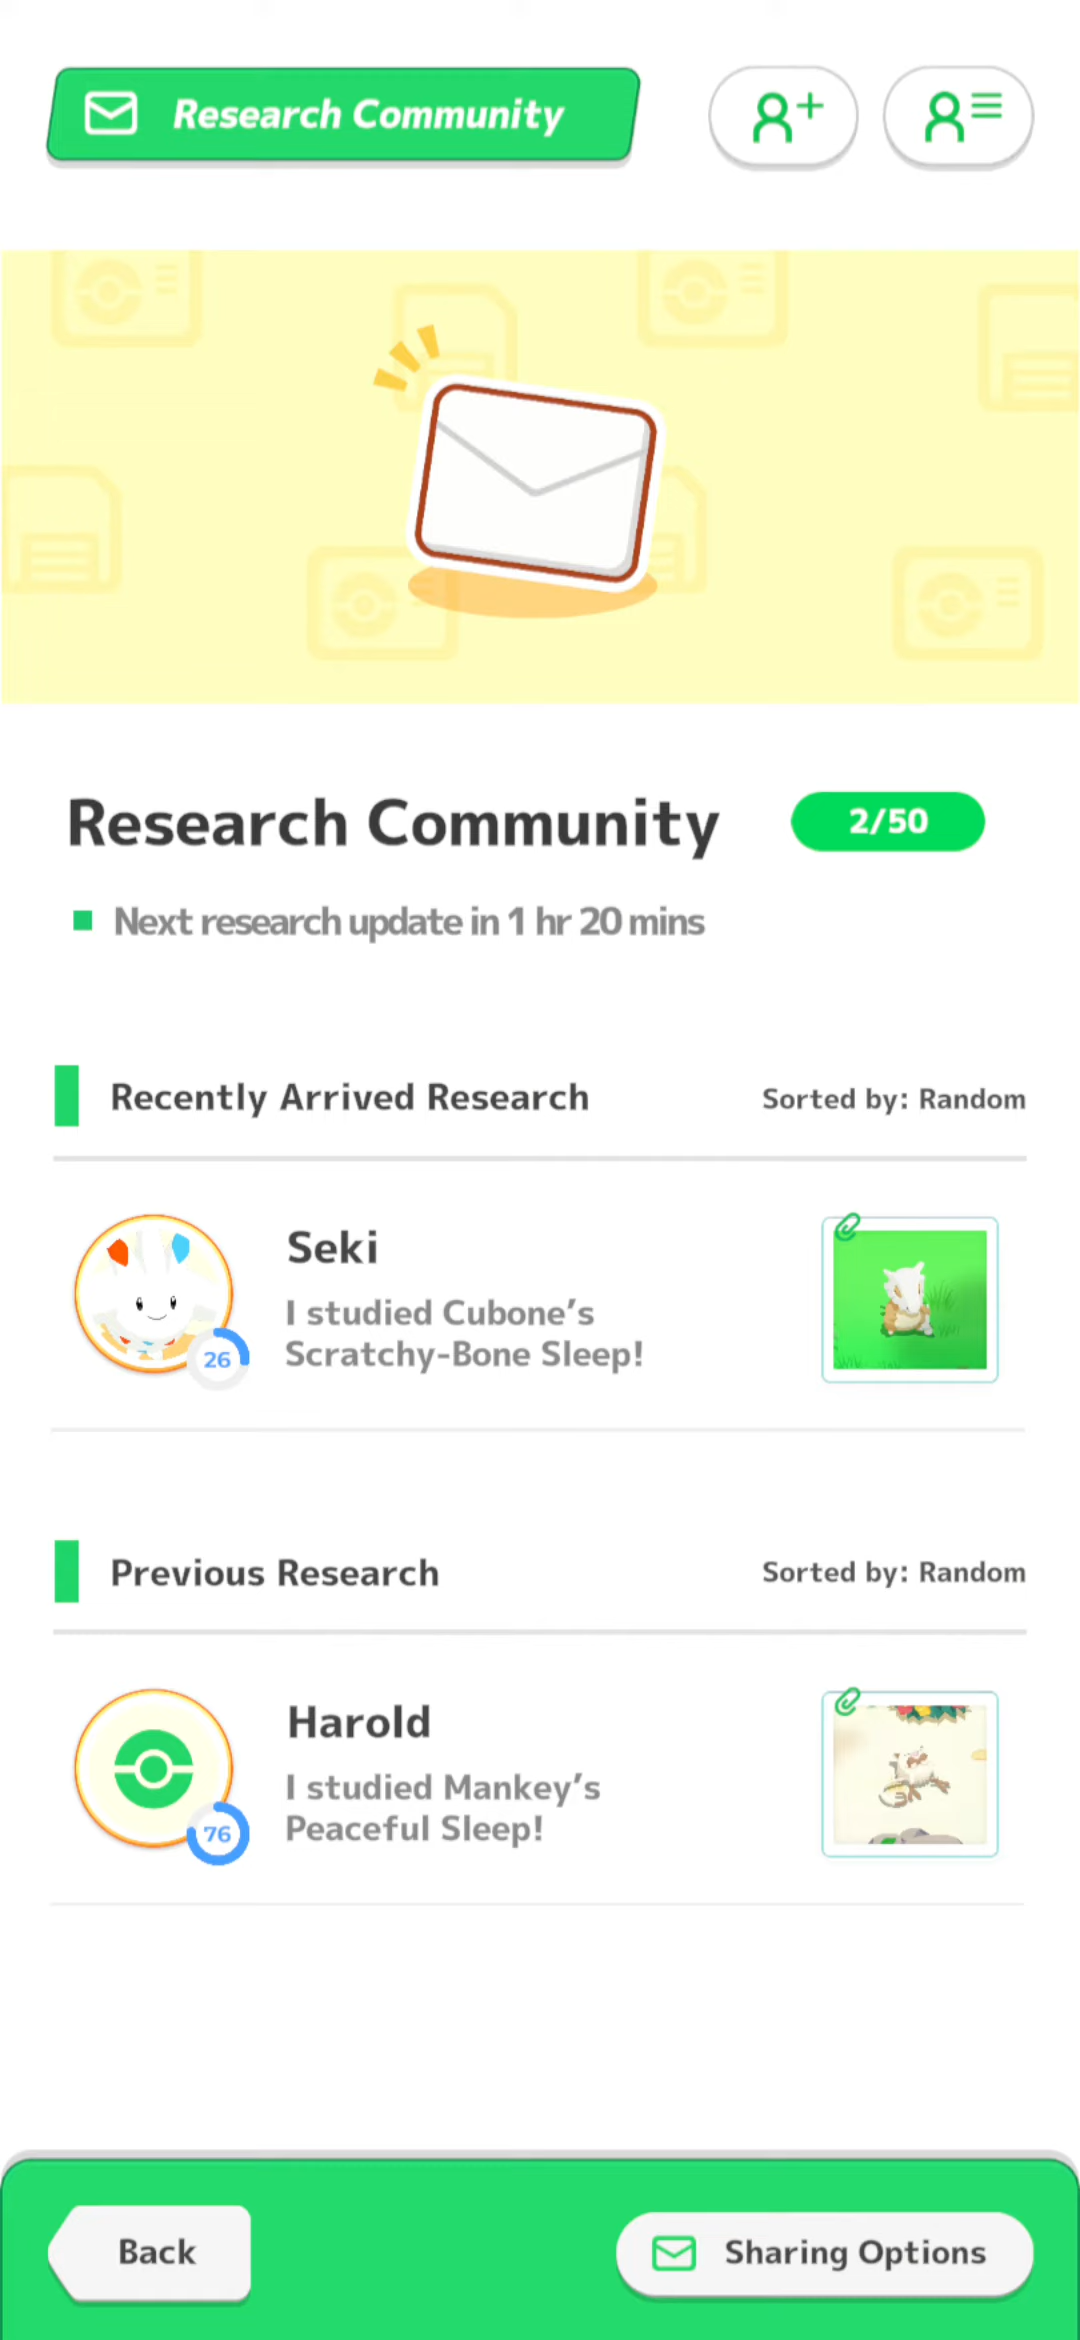 Research Community
Research Community
2/50
Next research update in 1 hr 20 mins
Recently Arrived Research
Sorted by: Random
Seki
I studied Cubone’s
Scratchy-Bone Sleep!
26
Previous Research
Sorted by: Random
Harold
I studied Mankey’s
Peaceful Sleep!
76
Back
Sharing Options